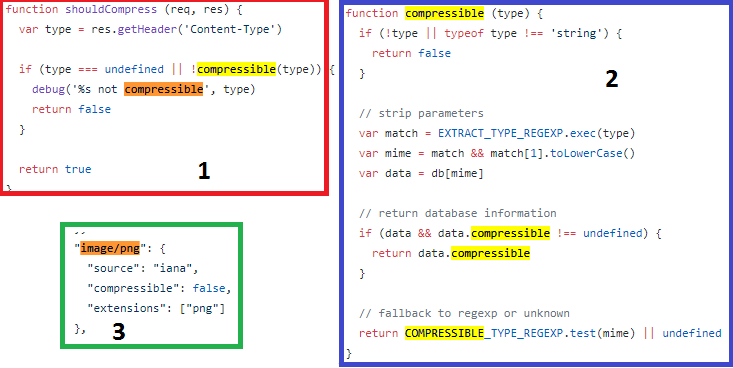 function shouldCompress (req, res) {
  var type = res.getHeader('Content-Type')

  if (type === undefined || !compressible(type)) {
    debug('%s not compressible', type)
    return false
  }

  return true
}
1
function compressible (type) {
  if (!type || typeof type !== 'string') {
    return false
  }

  // strip parameters
  var match = EXTRACT_TYPE_REGEXP.exec(type)
  var mime = match && match[1].toLowerCase()
  var data = db[mime]

  // return database information
  if (data && data.compressible !== undefined) {
    return data.compressible
  }

  // fallback to regexp or unknown
  return COMPRESSIBLE_TYPE_REGEXP.test(mime) || undefined
}
2
},
"image/png": {
  "source": "iana",
  "compressible": false,
  "extensions": ["png"]
},
3